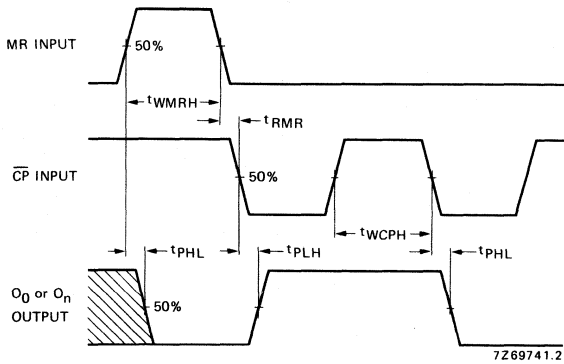 MR INPUT
50%
tWMRH
tRMR
CP INPUT
50%
tWCPH
tPHL
tPLH
tPHL
O0 or On
OUTPUT
50%
7Z69741.2